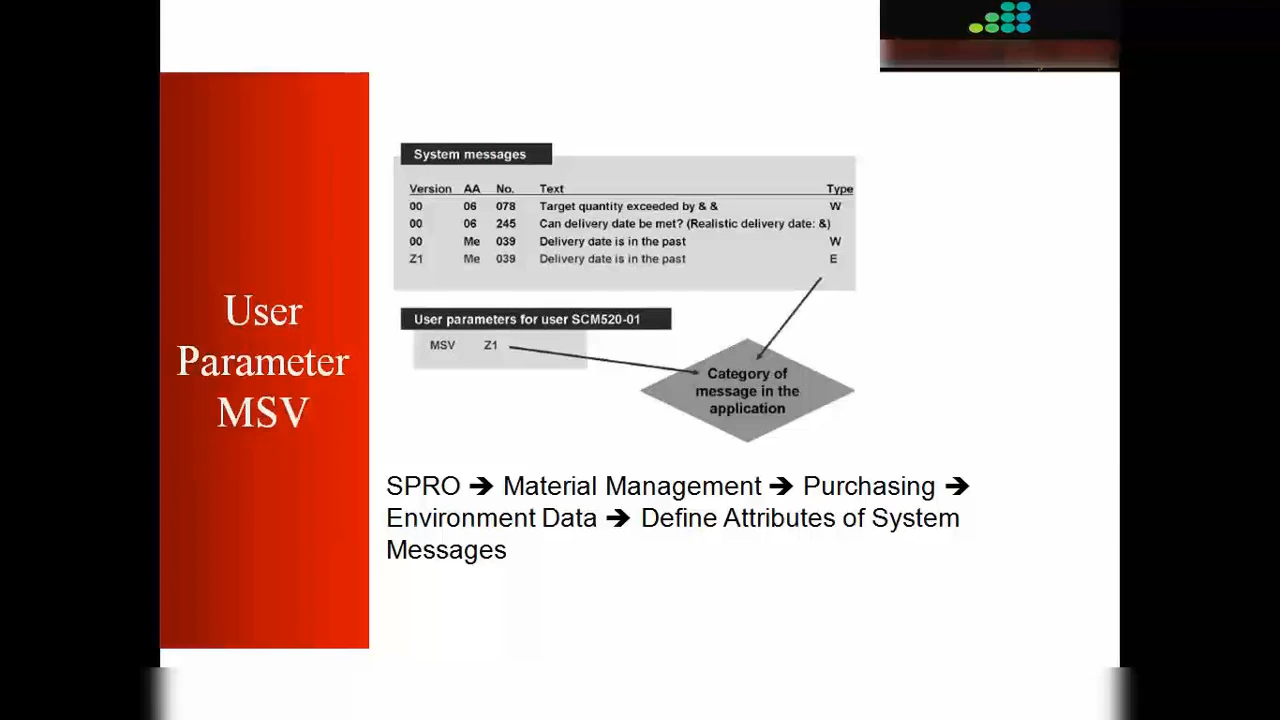 User
Parameter
MSV
System messages
Version AA No. Text Type
00 06 078 Target quantity exceeded by & & W
00 06 245 Can delivery date be met? (Realistic delivery date: &)
00 Me 039 Delivery date is in the past W
Z1 Me 039 Delivery date is in the past E
User parameters for user SCM520-01
MSV Z1
Category of
message in the
application
SPRO ➔ Material Management ➔ Purchasing ➔
Environment Data ➔ Define Attributes of System
Messages